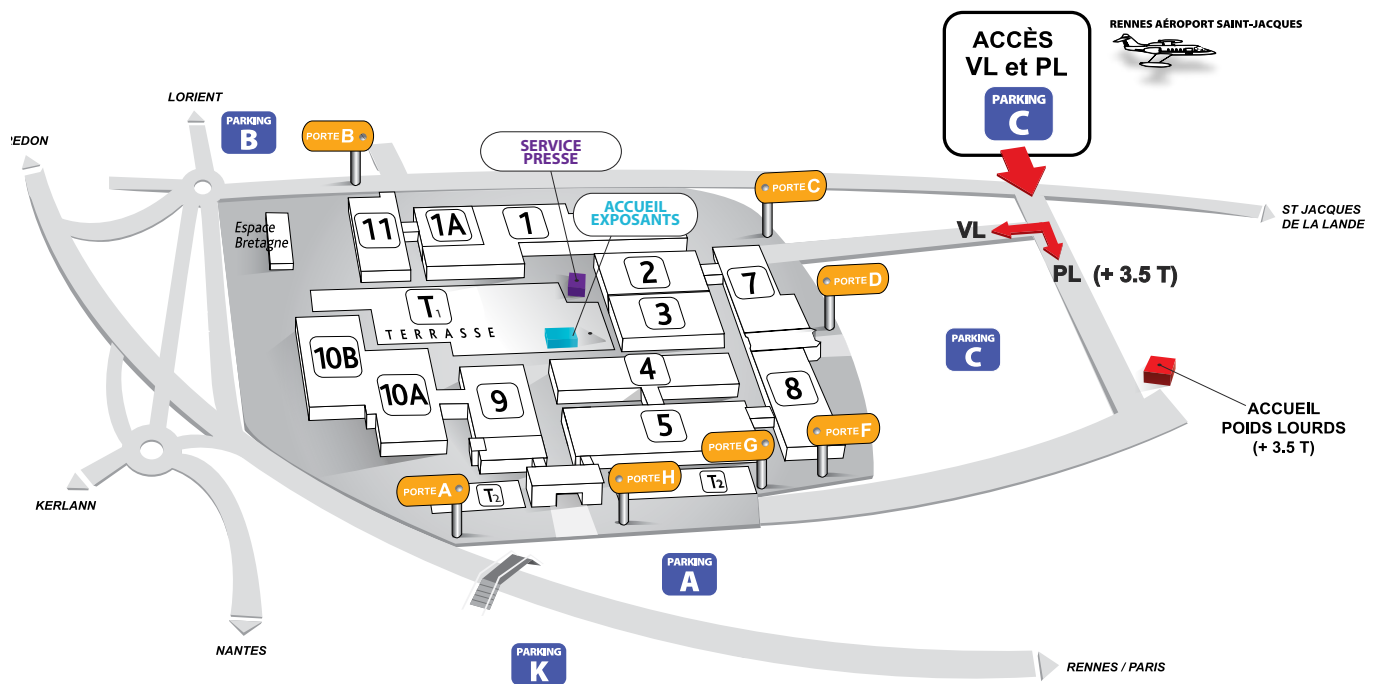 RENNES AÉROPORT SAINT-JACQUES
ACCÈS
VL et PL
PARKING
C
LORIENT
PARKING
B
PORTE B
SERVICE
PRESSE
EDON
PORTE C
ACCUEIL
EXPOSANTS
ST JACQUES
DE LA LANDE
Espace
Bretagne
11
1A
1
VL
PL (+ 3.5 T)
2
7
PORTE D
T1
TERRASSE
3
PARKING
C
10B
10A
9
4
8
5
ACCUEIL
POIDS LOURDS
(+ 3.5 T)
PORTE G
PORTE F
PORTE A
T2
PORTE H
T2
KERLANN
PARKING
A
NANTES
PARKING
K
RENNES / PARIS